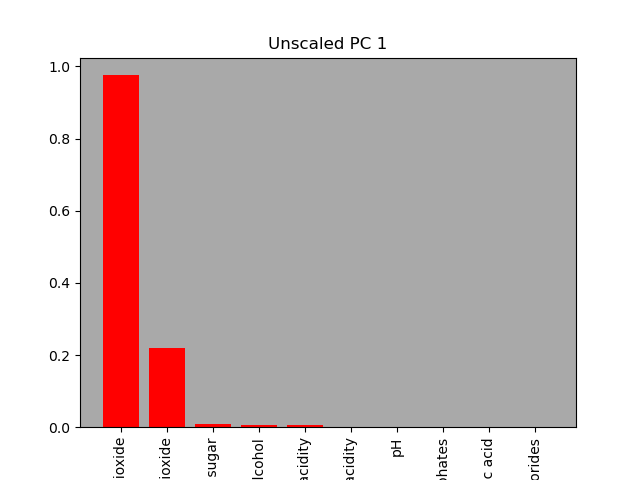 Unscaled PC 1
1.0
0.8
0.6
0.4
0.2
0.0
ioxide
ioxide
sugar
lcohol
acidity
acidity
pH
phates
c acid
orides